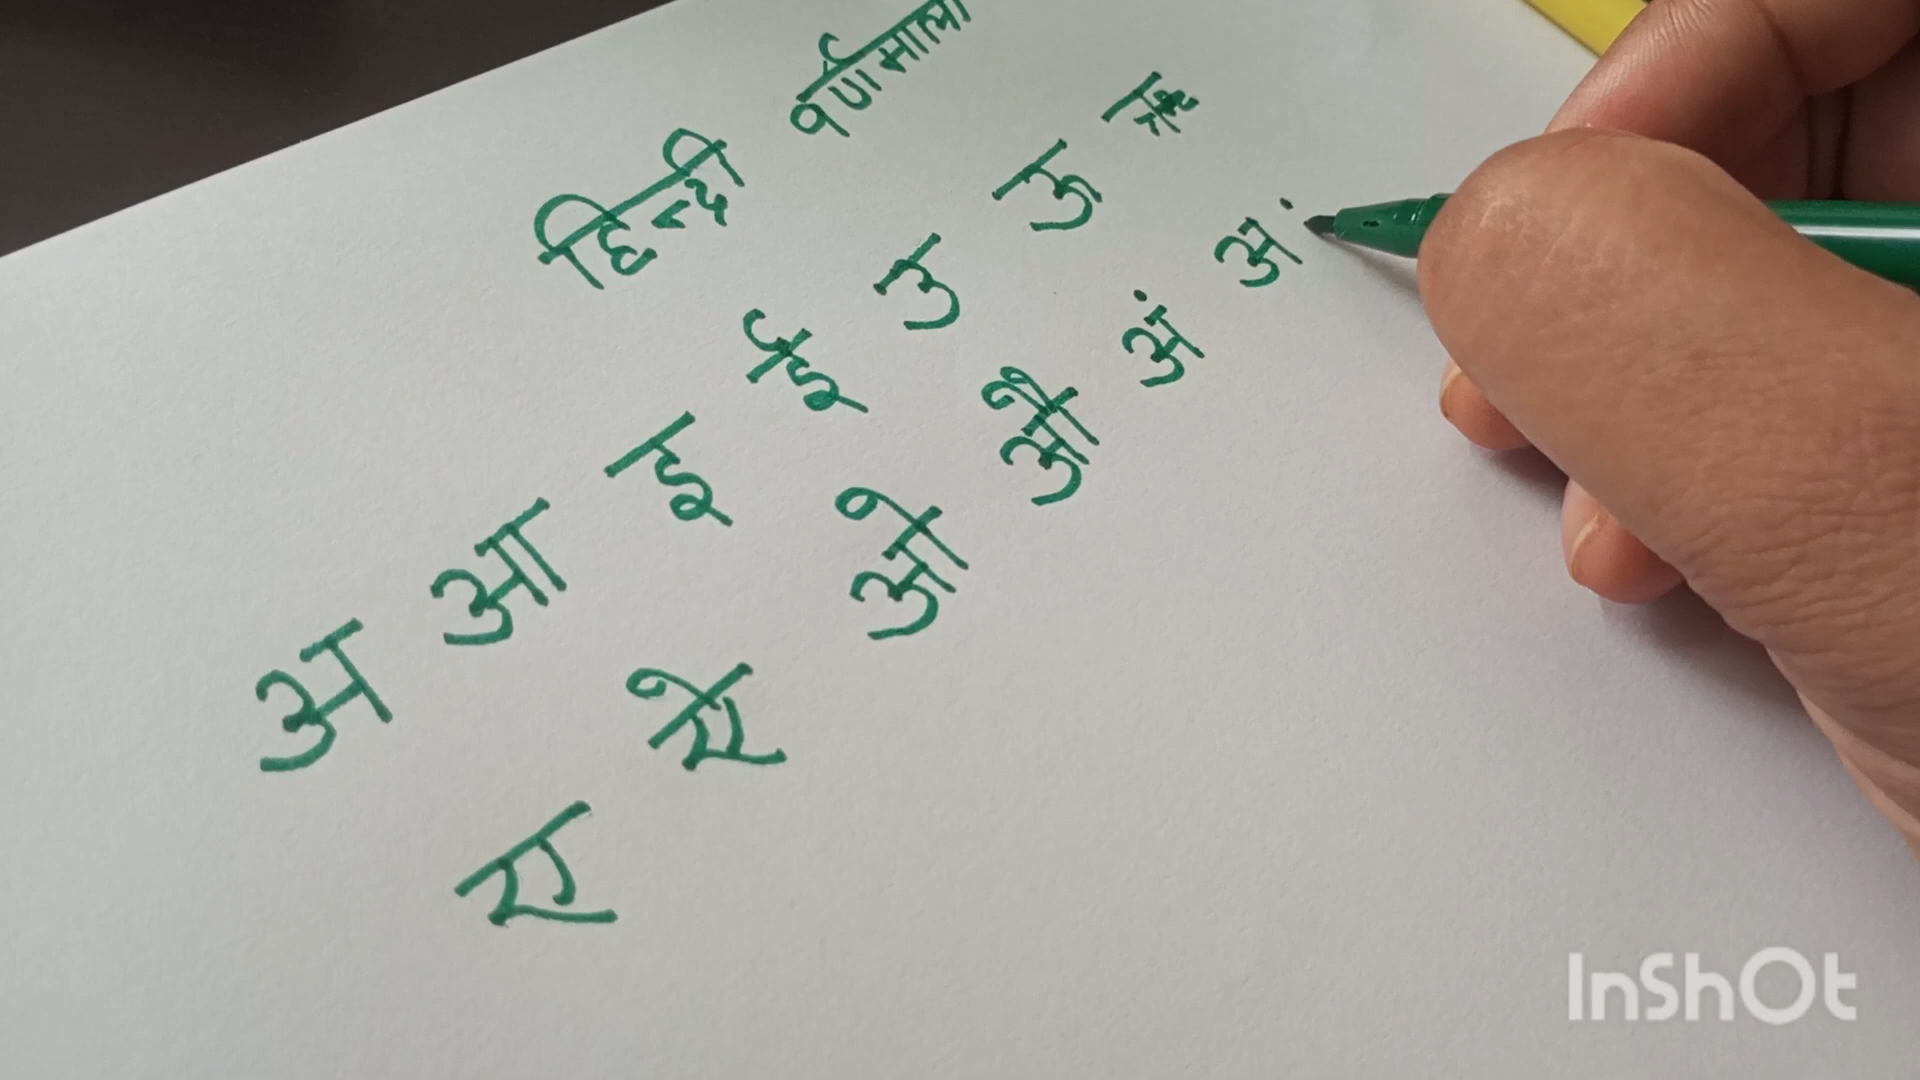 हिन्दी वर्णमाला
अ आ इ ई उ ऊ ऋ
ए ऐ ओ औ अं अ
InShOt